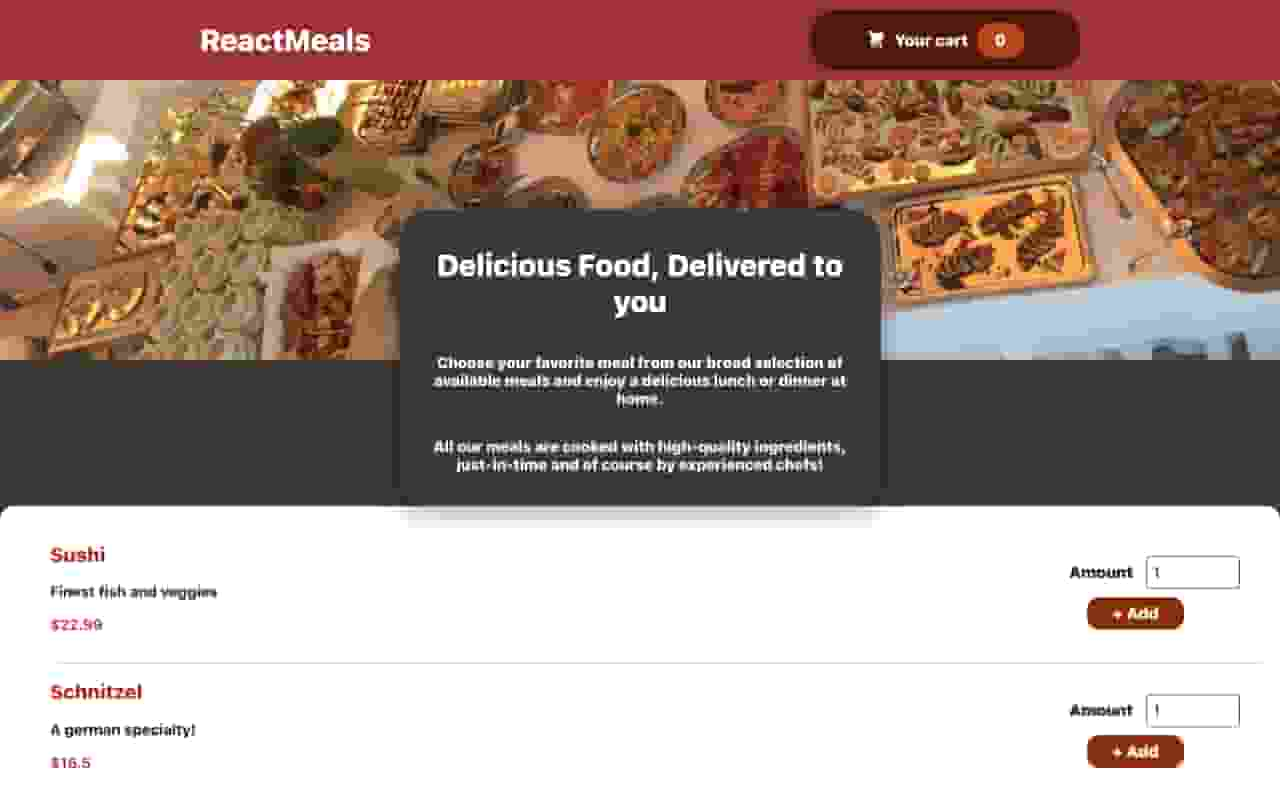 ReactMeals
Your cart 0
Delicious Food, Delivered to
you
Choose your favorite meal from our broad selection of
available meals and enjoy a delicious lunch or dinner at
home.
All our meals are cooked with high-quality ingredients,
just-in-time and of course by experienced chefs!
Sushi
Finest fish and veggies
$22.99
Amount 1
+ Add
Schnitzel
A german specialty!
$16.5
Amount 1
+ Add